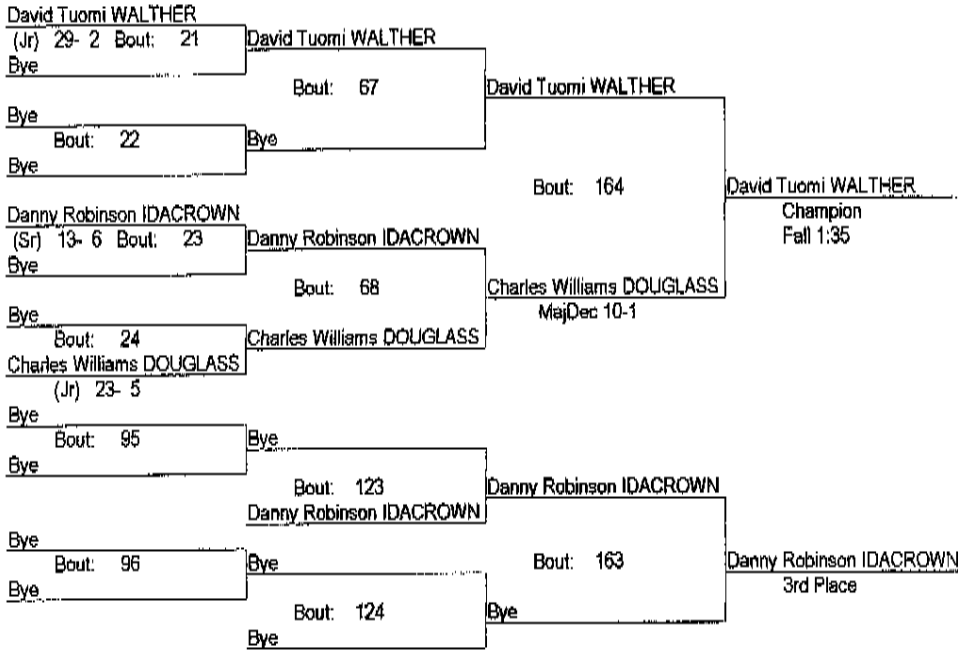 David Tuomi WALTHER
(Jr) 29- 2 Bout: 21
David Tuomi WALTHER
Bye
Bout: 67
David Tuomi WALTHER
Bye
Bout: 22
Bye
Bye
Bout: 164
David Tuomi WALTHER
Champion
Fall 1:35
Danny Robinson IDACROWN
(Sr) 13- 6 Bout: 23
Danny Robinson IDACROWN
Bye
Bout: 68
Charles Williams DOUGLASS
MajDec 10-1
Bye
Bout: 24
Charles Williams DOUGLASS
Charles Williams DOUGLASS
(Jr) 23- 5
Bye
Bout: 95
Bye
Bye
Bout: 123
Danny Robinson IDACROWN
Danny Robinson IDACROWN
Bye
Bout: 96
Bye
Bout: 163
Danny Robinson IDACROWN
3rd Place
Bye
Bout: 124
Bye
Bye